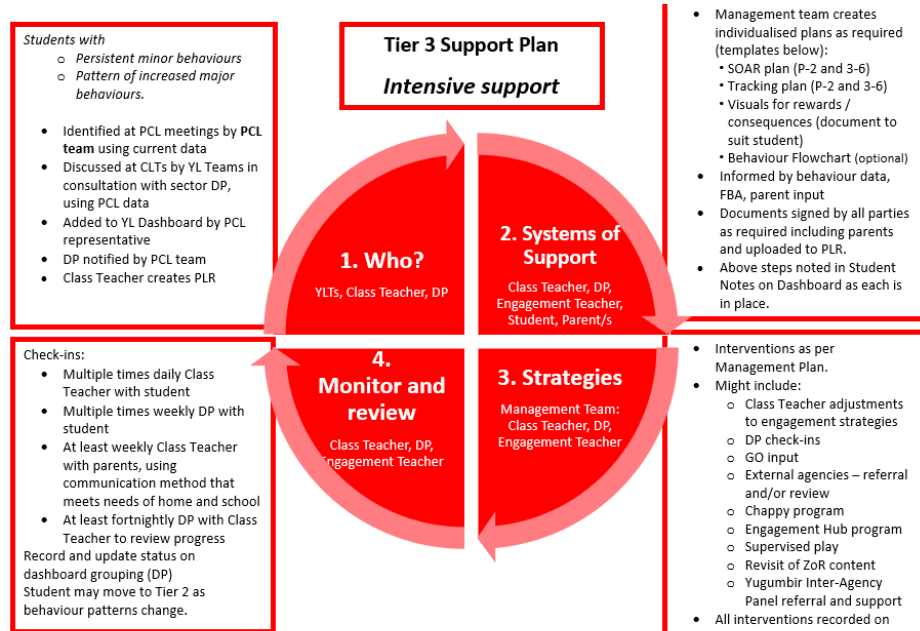 Students with
o Persistent minor behaviours
o Pattern of increased major
behaviours.
• Identified at PCL meetings by PCL
team using current data
• Discussed at CLTs by YL Teams in
consultation with sector DP,
using PCL data
• Added to YL Dashboard by PCL
representative
• DP notified by PCL team
• Class Teacher creates PLR
Tier 3 Support Plan
Intensive support
• Management team creates
individualised plans as required
(templates below):
• SOAR plan (P-2 and 3-6)
• Tracking plan (P-2 and 3-6)
• Visuals for rewards /
consequences (document to
suit student)
• Behaviour Flowchart (optional)
• Informed by behaviour data,
FBA, parent input
• Documents signed by all parties
as required including parents
and uploaded to PLR.
• Above steps noted in Student
Notes on Dashboard as each is
in place.
1. Who?
YLTs, Class Teacher, DP
2. Systems of
Support
Class Teacher, DP,
Engagement Teacher,
Student, Parent/s
3. Strategies
Management Team:
Class Teacher, DP,
Engagement Teacher
4.
Monitor and
review
Class Teacher, DP,
Engagement Teacher
Check-ins:
• Multiple times daily Class
Teacher with student
• Multiple times weekly DP with
student
• At least weekly Class Teacher
with parents, using
communication method that
meets needs of home and school
• At least fortnightly DP with Class
Teacher to review progress
Record and update status on
dashboard grouping (DP)
Student may move to Tier 2 as
behaviour patterns change.
• Interventions as per
Management Plan.
• Might include:
o Class Teacher adjustments
to engagement strategies
o DP check-ins
o GO input
o External agencies – referral
and/or review
o Chappy program
o Engagement Hub program
o Supervised play
o Revisit of ZoR content
o Yugumbir Inter-Agency
Panel referral and support
• All interventions recorded on